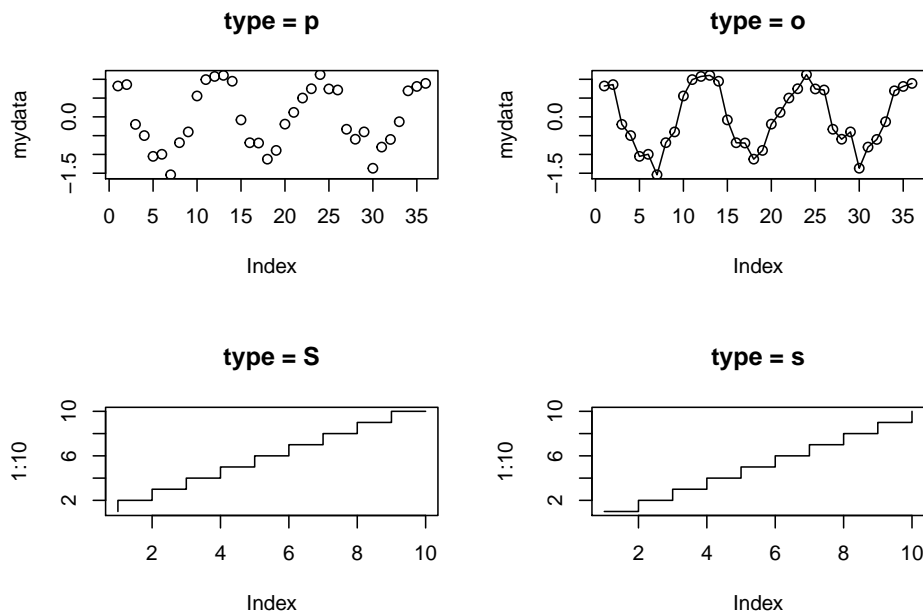 type = p
mydata
−1.5 0.0
0 5 10 15 20 25 30 35
Index
type = o
mydata
−1.5 0.0
0 5 10 15 20 25 30 35
Index
type = S
1:10
2 6 10
2 4 6 8 10
Index
type = s
1:10
2 6 10
2 4 6 8 10
Index